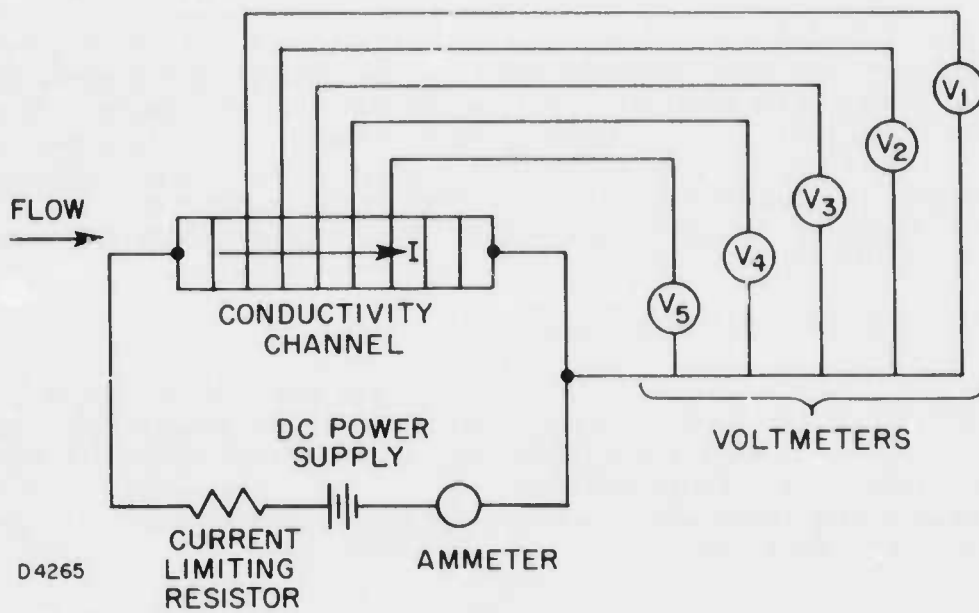 V1
V2
V3
V4
V5
FLOW
I
CONDUCTIVITY
CHANNEL
DC POWER
SUPPLY
VOLTMETERS
CURRENT
LIMITING
RESISTOR
AMMETER
D4265